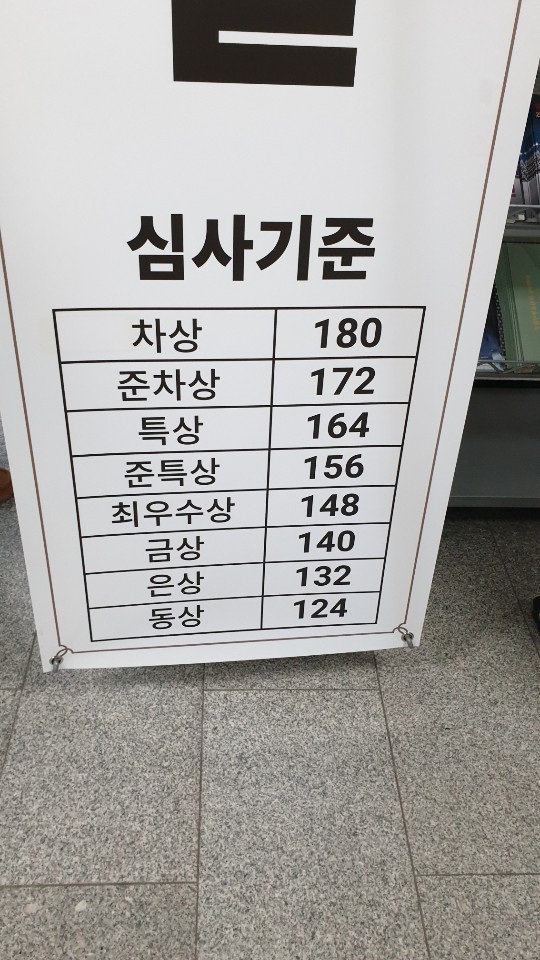 심사기준
차상 180
준차상 172
특상 164
준특상 156
최우수상 148
금상 140
은상 132
동상 124